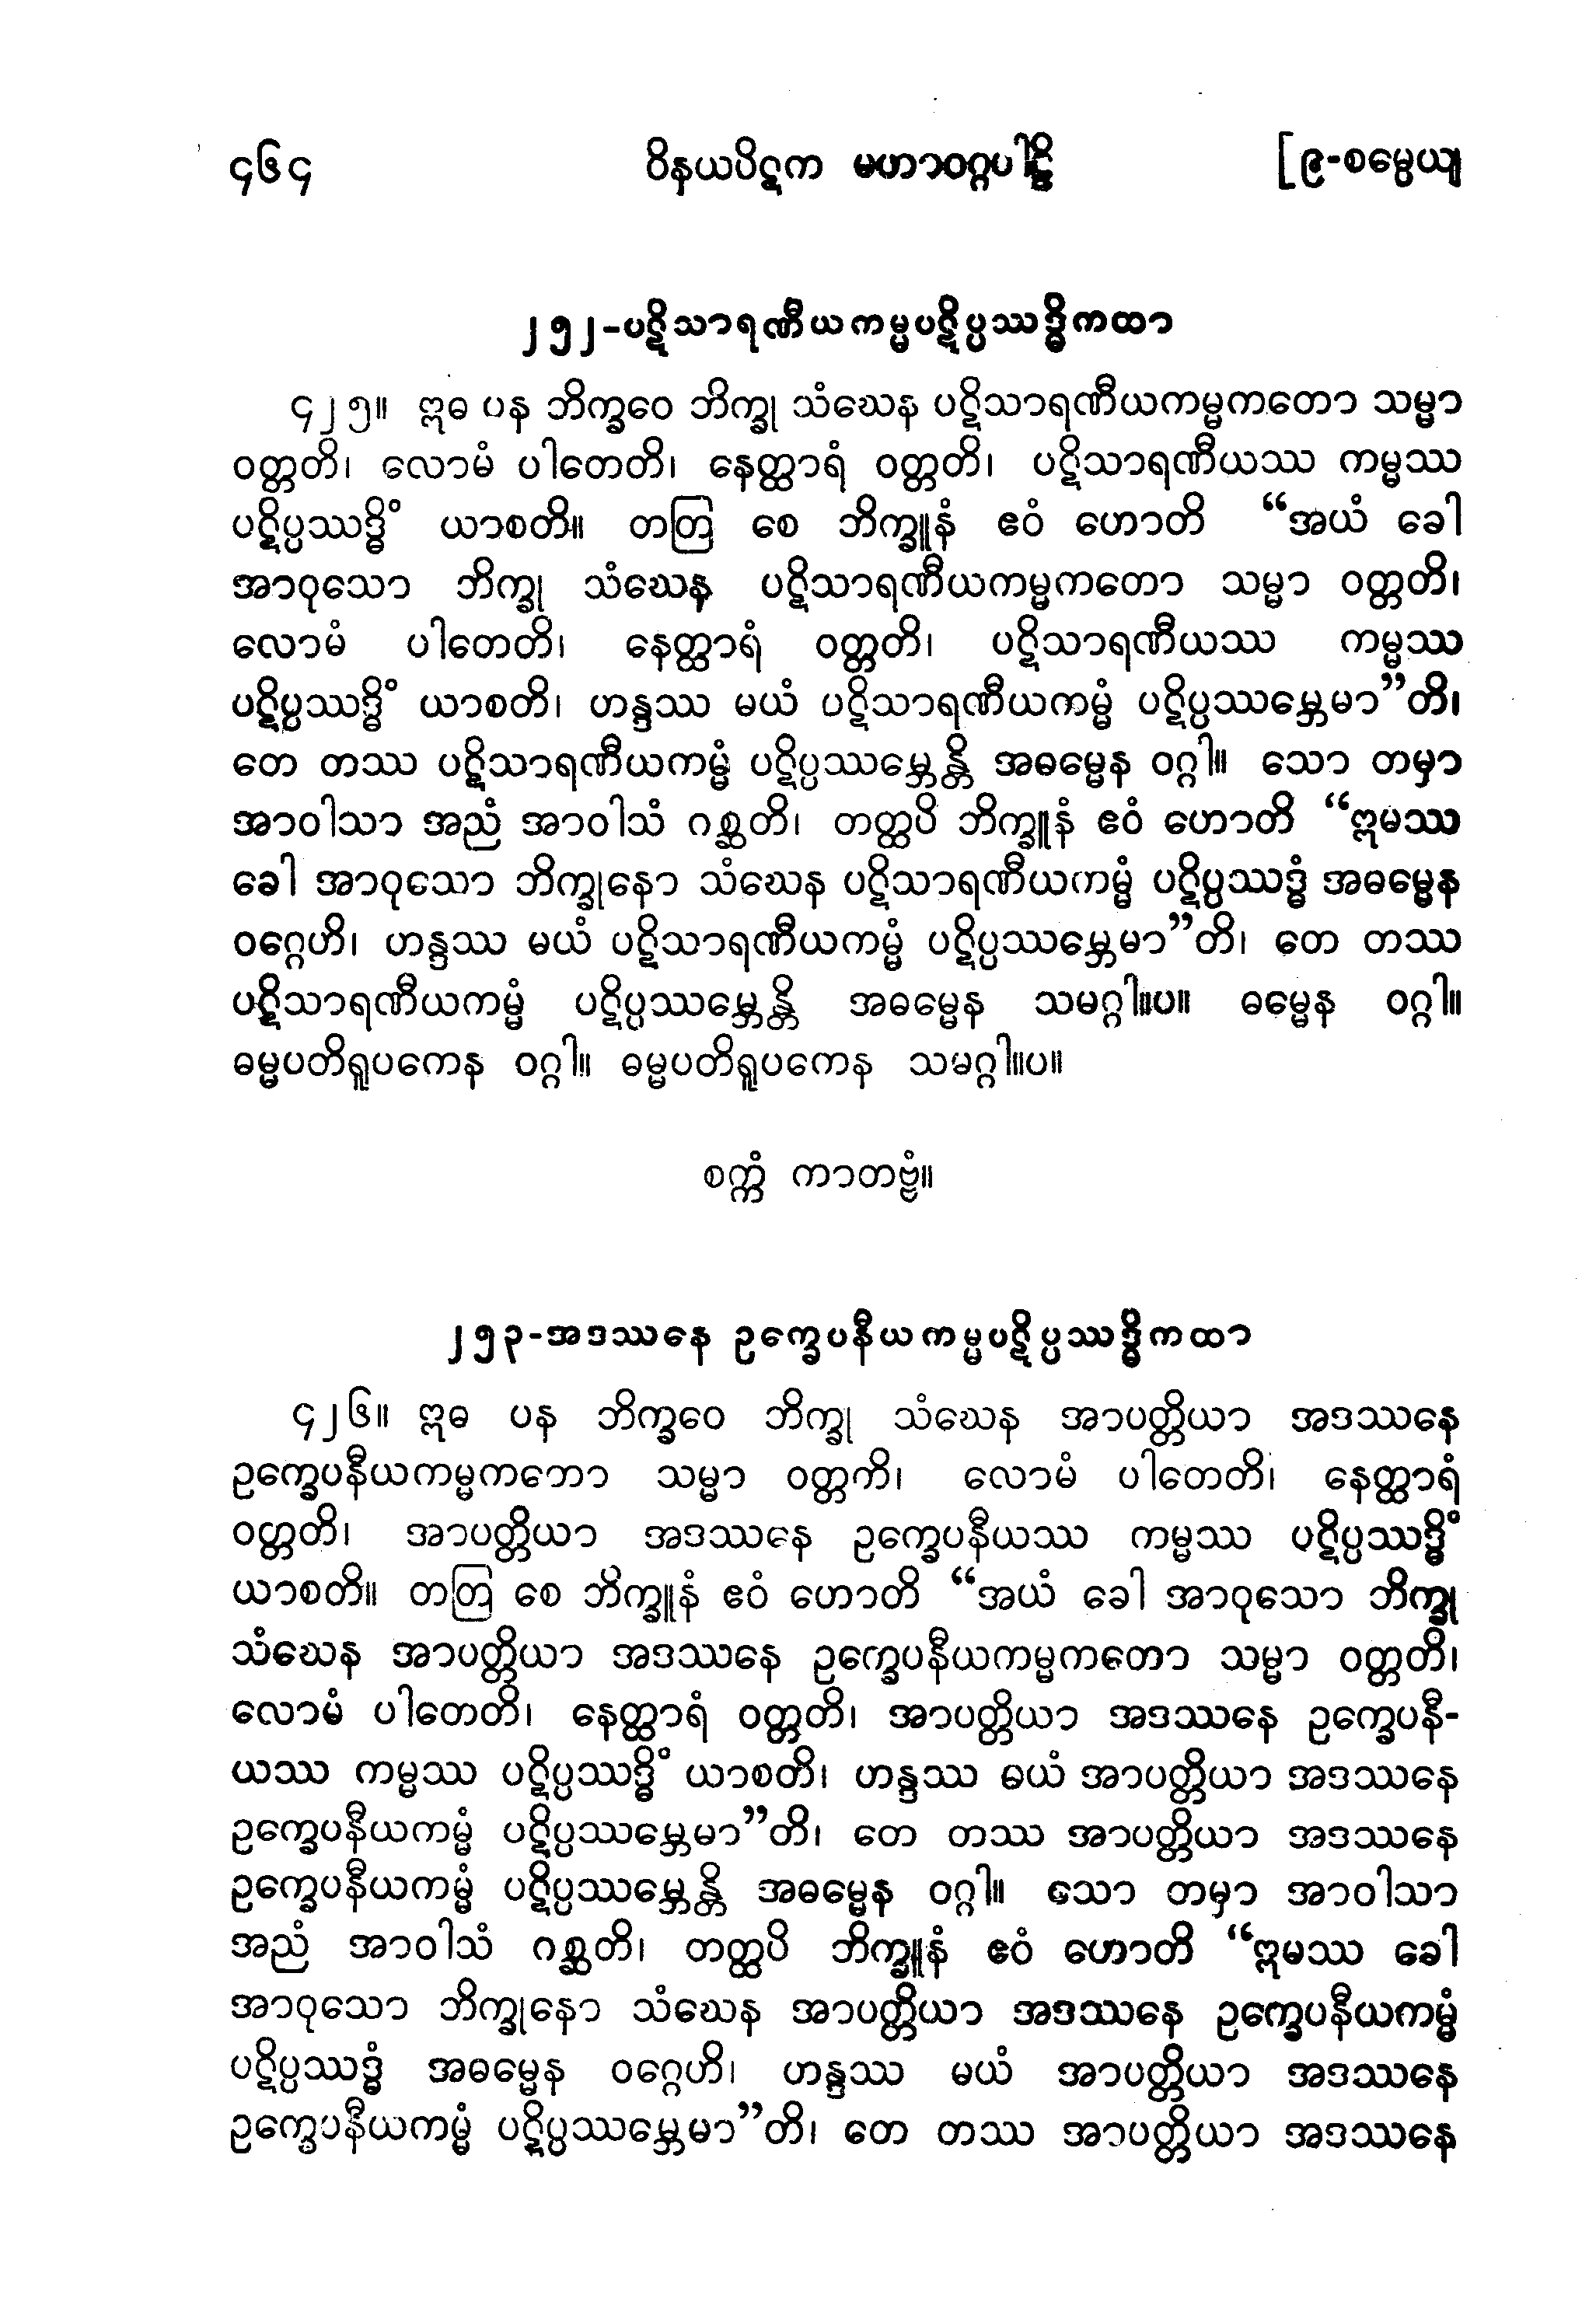 ၄၆၄ ဝိနယပိဋက မဟာဝဂ္ဂပါဠိ [၉-စမ္ပေယျ
၂၅၂-ပဋိသာရဏီယကမ္မပဋိပ္ပဿဒ္ဓိကထာ
၄၂၅။ ဣဓ ပန ဘိက္ခဝေ ဘိက္ခု သံဃေန ပဋိသာရဏီယကမ္မကတော သမ္မာ
ဝတ္တတိ၊ လောမံ ပါတေတိ၊ နေတ္ထာရံ ဝတ္တတိ၊ ပဋိသာရဏီယဿ ကမ္မဿ
ပဋိပ္ပဿဒ္ဓိံ ယာစတိ။ တတြ စေ ဘိက္ခူနံ ဧဝံ ဟောတိ “အယံ ခေါ
အာဝုသော ဘိက္ခု သံဃေန ပဋိသာရဏီယကမ္မကတော သမ္မာ ဝတ္တတိ၊
လောမံ ပါတေတိ၊ နေတ္ထာရံ ဝတ္တတိ၊ ပဋိသာရဏီယဿ ကမ္မဿ
ပဋိပ္ပဿဒ္ဓိံ ယာစတိ၊ ဟန္ဒဿ မယံ ပဋိသာရဏီယကမ္မံ ပဋိပ္ပဿမ္ဘေမာ”တိ၊
တေ တဿ ပဋိသာရဏီယကမ္မံ ပဋိပ္ပဿမ္ဘေန္တိ အဓမ္မေန ဝဂ္ဂါ။ သော တမှာ
အာဝါသာ အညံ အာဝါသံ ဂစ္ဆတိ၊ တတ္ထပိ ဘိက္ခူနံ ဧဝံ ဟောတိ “ဣမဿ
ခေါ အာဝုသော ဘိက္ခုနော သံဃေန ပဋိသာရဏီယကမ္မံ ပဋိပ္ပဿဒ္ဓံ အဓမ္မေန
ဝဂ္ဂေဟိ၊ ဟန္ဒဿ မယံ ပဋိသာရဏီယကမ္မံ ပဋိပ္ပဿမ္ဘေမာ”တိ၊ တေ တဿ
ပဋိသာရဏီယကမ္မံ ပဋိပ္ပဿမ္ဘေန္တိ အဓမ္မေန သမဂ္ဂါ။ပ။ ဓမ္မေန ဝဂ္ဂါ။
ဓမ္မပတိရူပကေန ဝဂ္ဂါ။ ဓမ္မပတိရူပကေန သမဂ္ဂါ။ပ။
စက္ကံ ကာတဗ္ဗံ။
၂၅၃-အဒဿနေ ဥက္ခေပနီယကမ္မပဋိပ္ပဿဒ္ဓိကထာ
၄၂၆။ ဣဓ ပန ဘိက္ခဝေ ဘိက္ခု သံဃေန အာပတ္တိယာ အဒဿနေ
ဥက္ခေပနီယကမ္မကတော သမ္မာ ဝတ္တတိ၊ လောမံ ပါတေတိ၊ နေတ္ထာရံ
ဝတ္တတိ၊ အာပတ္တိယာ အဒဿနေ ဥက္ခေပနီယဿ ကမ္မဿ ပဋိပ္ပဿဒ္ဓိံ
ယာစတိ။ တတြ စေ ဘိက္ခူနံ ဧဝံ ဟောတိ “အယံ ခေါ အာဝုသော ဘိက္ခု
သံဃေန အာပတ္တိယာ အဒဿနေ ဥက္ခေပနီယကမ္မကတော သမ္မာ ဝတ္တတိ၊
လောမံ ပါတေတိ၊ နေတ္ထာရံ ဝတ္တတိ၊ အာပတ္တိယာ အဒဿနေ ဥက္ခေပနီ-
ယဿ ကမ္မဿ ပဋိပ္ပဿဒ္ဓိံ ယာစတိ၊ ဟန္ဒဿ မယံ အာပတ္တိယာ အဒဿနေ
ဥက္ခေပနီယကမ္မံ ပဋိပ္ပဿမ္ဘေမာ”တိ၊ တေ တဿ အာပတ္တိယာ အဒဿနေ
ဥက္ခေပနီယကမ္မံ ပဋိပ္ပဿမ္ဘေန္တိ အဓမ္မေန ဝဂ္ဂါ။ သော တမှာ အာဝါသာ
အညံ အာဝါသံ ဂစ္ဆတိ၊ တတ္ထပိ ဘိက္ခူနံ ဧဝံ ဟောတိ “ဣမဿ ခေါ
အာဝုသော ဘိက္ခုနော သံဃေန အာပတ္တိယာ အဒဿနေ ဥက္ခေပနီယကမ္မံ
ပဋိပ္ပဿဒ္ဓံ အဓမ္မေန ဝဂ္ဂေဟိ၊ ဟန္ဒဿ မယံ အာပတ္တိယာ အဒဿနေ
ဥက္ခေပနီယကမ္မံ ပဋိပ္ပဿမ္ဘေမာ”တိ၊ တေ တဿ အာပတ္တိယာ အဒဿနေ